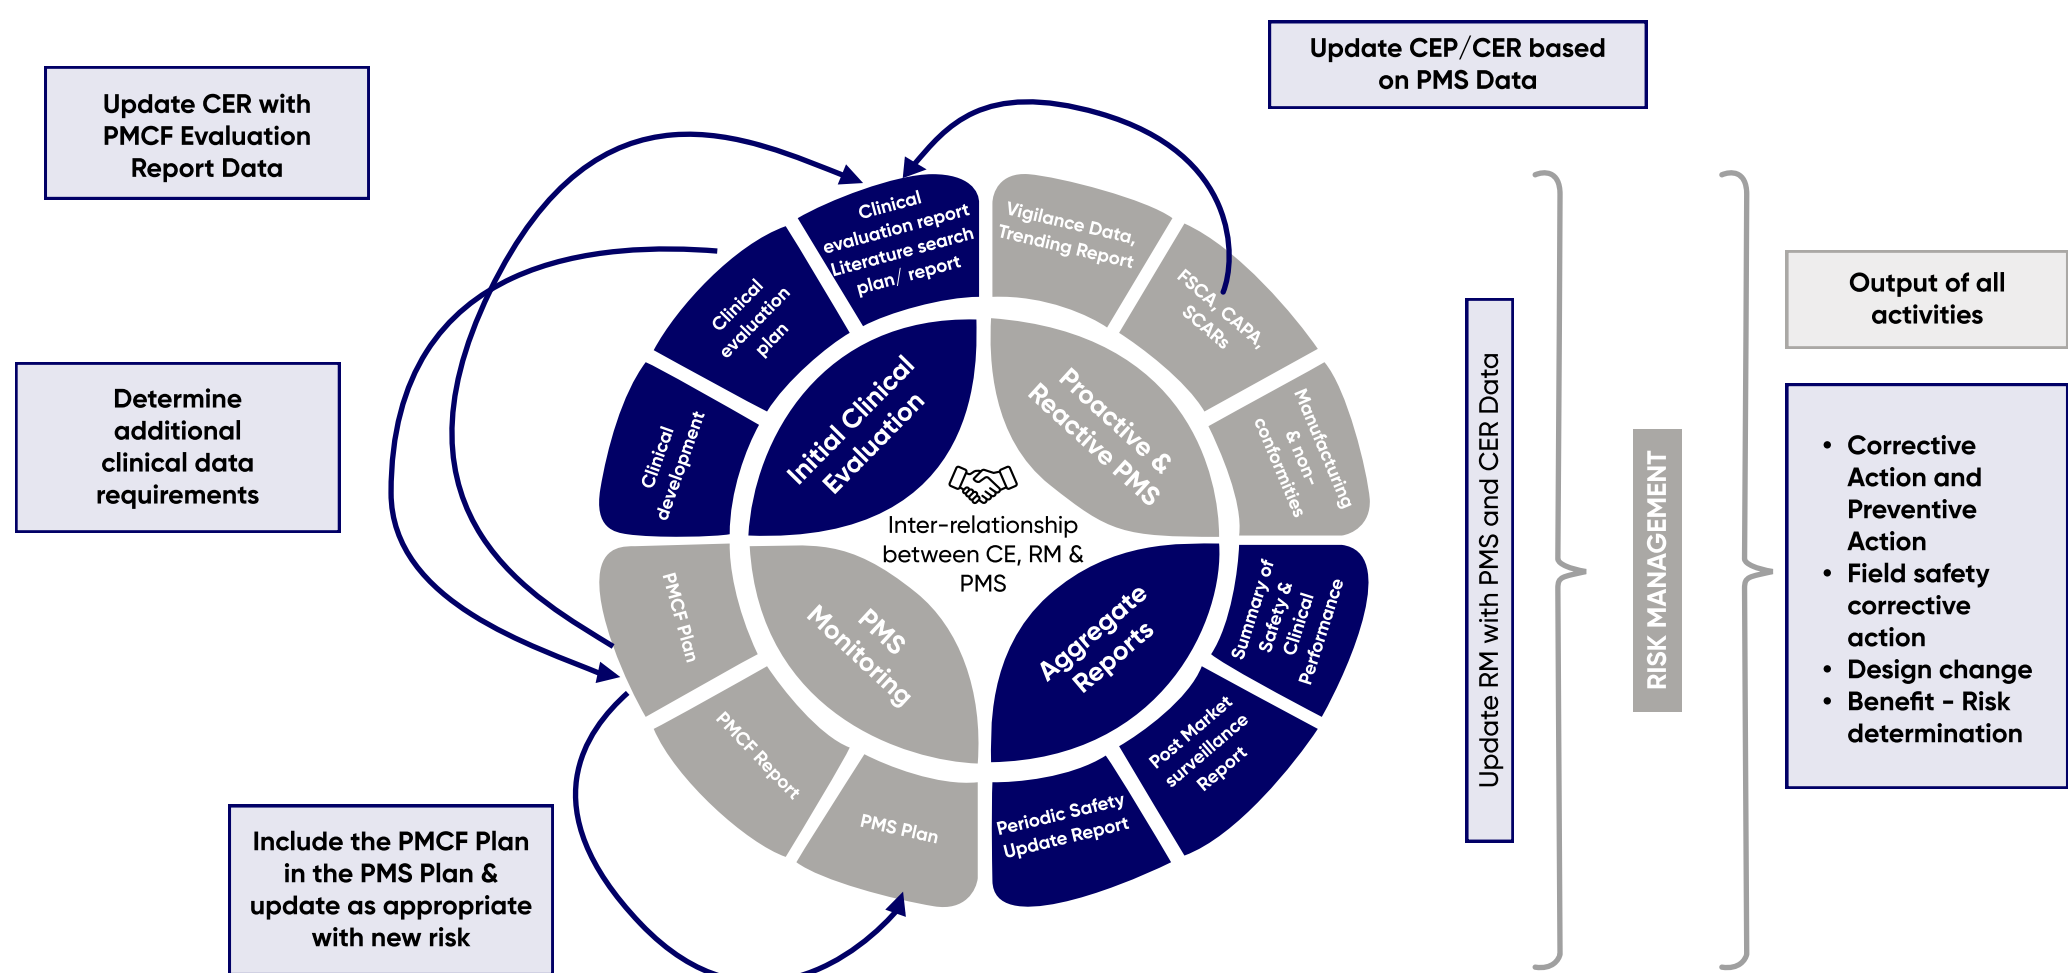 Update CER with
PMCF Evaluation
Report Data
Update CEP/CER based
on PMS Data
Determine
additional
clinical data
requirements
Include the PMCF Plan
in the PMS Plan &
update as appropriate
with new risk
Clinical
evaluation report
Literature search
plan/ report
Clinical
evaluation
plan
Clinical
development
Initial Clinical
Evaluation
Vigilance Data,
Trending Report
FSCA, CAPA,
SCARs
Manufacturing
& non-
conformities
Proactive &
Reactive PMS
Inter-relationship
between CE, RM &
PMS
PMCF Plan
PMCF Report
PMS Plan
PMS
Monitoring
Summary of
Safety &
Clinical
Performance
Post Market
surveillance
Report
Periodic Safety
Update Report
Aggregate
Reports
Update RM with PMS and CER Data
RISK MANAGEMENT
Output of all
activities
• Corrective
Action and
Preventive
Action
• Field safety
corrective
action
• Design change
• Benefit - Risk
determination